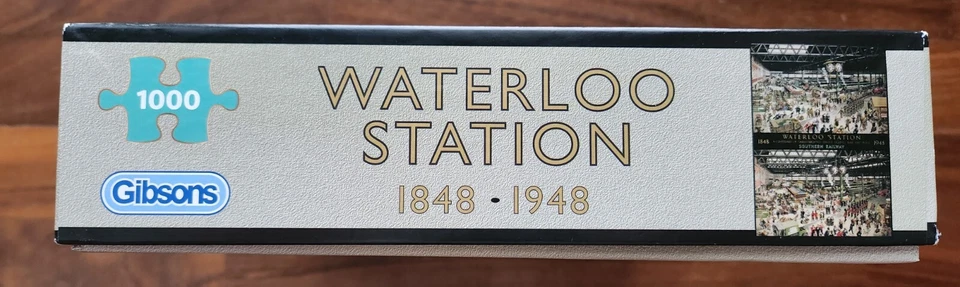 1000
Gibsons
WATERLOO
STATION
1848 • 1948
WATERLOO STATION
1848
1948
SOUTHERN RAILWAY